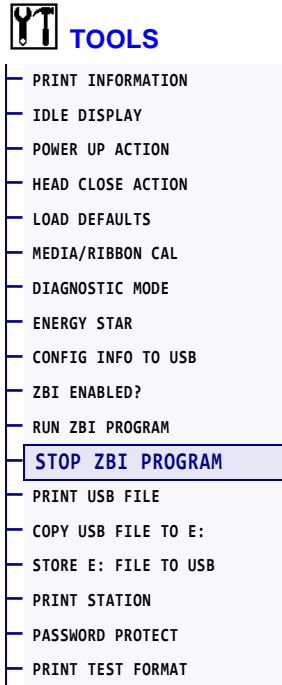 TOOLS
PRINT INFORMATION
IDLE DISPLAY
POWER UP ACTION
HEAD CLOSE ACTION
LOAD DEFAULTS
MEDIA/RIBBON CAL
DIAGNOSTIC MODE
ENERGY STAR
CONFIG INFO TO USB
ZBI ENABLED?
RUN ZBI PROGRAM
STOP ZBI PROGRAM
PRINT USB FILE
COPY USB FILE TO E:
STORE E: FILE TO USB
PRINT STATION
PASSWORD PROTECT
PRINT TEST FORMAT